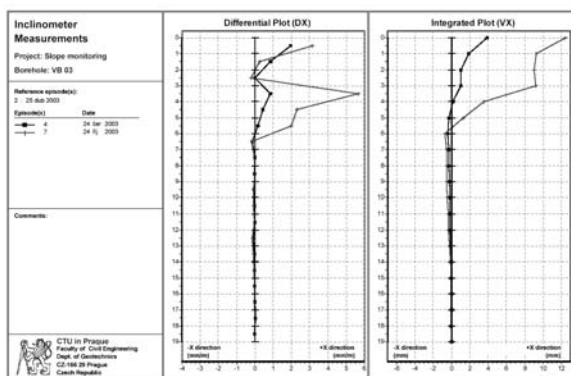 Inclinometer
Measurements
Project: Slope monitoring
Borehole: VB 03
Reference episode(s):
2 25 dub 2003
Episode(s) Date
4 24 čer 2003
7 24 říj 2003
Comments:
CTU in Prague
Faculty of Civil Engineering
Dept. of Geotechnics
CZ-166 29 Prague
Czech Republic
Differential Plot (DX)
0
1
2
3
4
5
6
7
8
9
10
11
12
13
14
15
16
17
18
19
-X direction
(mm/m)
+X direction
(mm/m)
-4 -3 -2 -1 0 1 2 3 4 5 6
Integrated Plot (VX)
0
1
2
3
4
5
6
7
8
9
10
11
12
13
14
15
16
17
18
19
-X direction
(mm)
+X direction
(mm)
-6 -4 -2 0 2 4 6 8 10 12